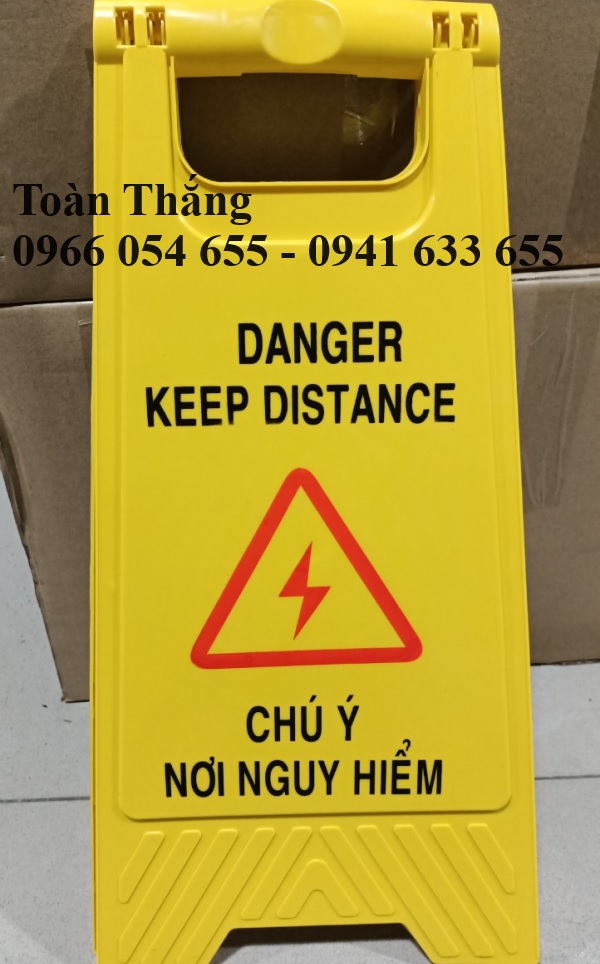 Toàn Thắng
0966 054 655 - 0941 633 655
DANGER
KEEP DISTANCE
CHÚ Ý
NƠI NGUY HIỂM